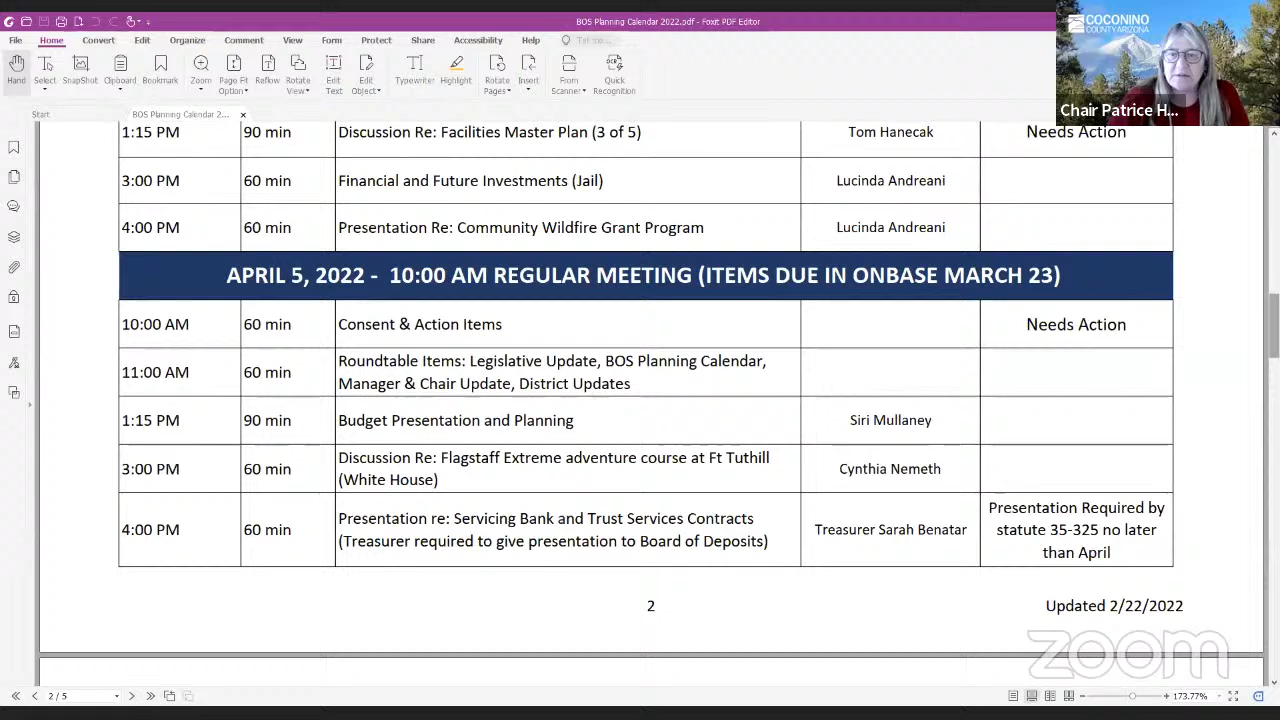 BOS Planning Calendar 2022.pdf - Foxit PDF Editor
File Home Convert Edit Organize Comment View Form Protect Share Accessibility Help Tell me...
Hand Select SnapShot Clipboard Bookmark Zoom Page Fit Option Reflow Rotate View Edit Text Edit Object Typewriter Highlight Rotate Pages Insert From Scanner Quick Recognition
COCONINO
COUNTY ARIZONA
Chair Patrice H...
Start BOS Planning Calendar 2...
1:15 PM 90 min Discussion Re: Facilities Master Plan (3 of 5) Tom Hanecak Needs Action
3:00 PM 60 min Financial and Future Investments (Jail) Lucinda Andreani
4:00 PM 60 min Presentation Re: Community Wildfire Grant Program Lucinda Andreani
APRIL 5, 2022 - 10:00 AM REGULAR MEETING (ITEMS DUE IN ONBASE MARCH 23)
10:00 AM 60 min Consent & Action Items Needs Action
11:00 AM 60 min Roundtable Items: Legislative Update, BOS Planning Calendar,
Manager & Chair Update, District Updates
1:15 PM 90 min Budget Presentation and Planning Siri Mullaney
3:00 PM 60 min Discussion Re: Flagstaff Extreme adventure course at Ft Tuthill
(White House) Cynthia Nemeth
4:00 PM 60 min Presentation re: Servicing Bank and Trust Services Contracts
(Treasurer required to give presentation to Board of Deposits) Treasurer Sarah Benatar
Presentation Required by
statute 35-325 no later
than April
2 Updated 2/22/2022
zoom
2 / 5 173.77%